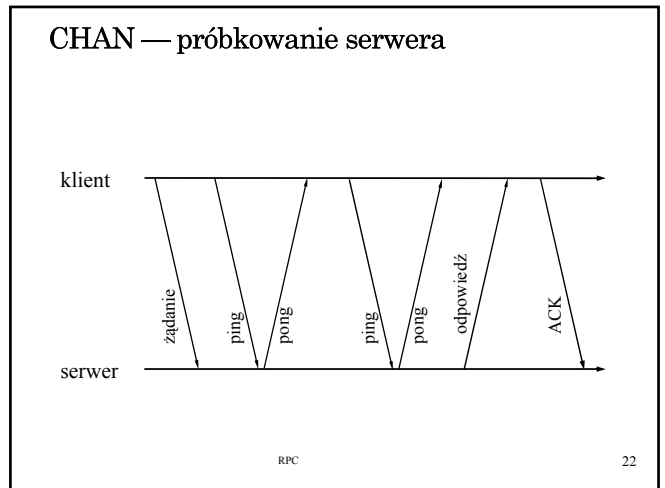 CHAN — próbkowanie serwera
klient
żądanie
ping
pong
ping
pong
odpowiedź
ACK
serwer
RPC
22